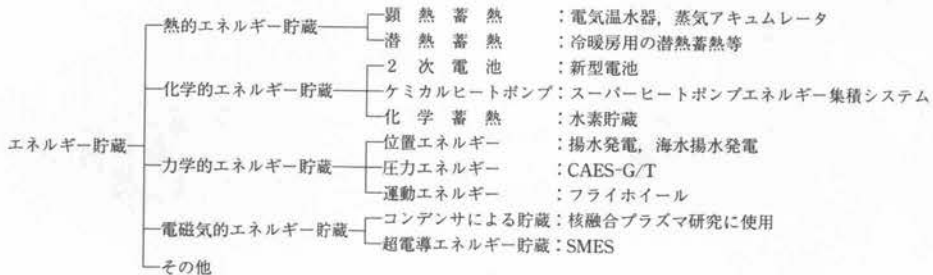 顕熱蓄熱：電気温水器，蒸気アキュムレータ
熱的エネルギー貯蔵
潜熱蓄熱：冷暖房用の潜熱蓄熱等
2次電池：新型電池
化学的エネルギー貯蔵 ケミカルヒートポンプ：スーパーヒートポンプエネルギー集積システム
化学蓄熱：水素貯蔵
エネルギー貯蔵
位置エネルギー：揚水発電，海水揚水発電
力学的エネルギー貯蔵 圧力エネルギー：CAES-G/T
運動エネルギー：フライホイール
コンデンサによる貯蔵：核融合プラズマ研究に使用
電磁気的エネルギー貯蔵
超電導エネルギー貯蔵：SMES
その他